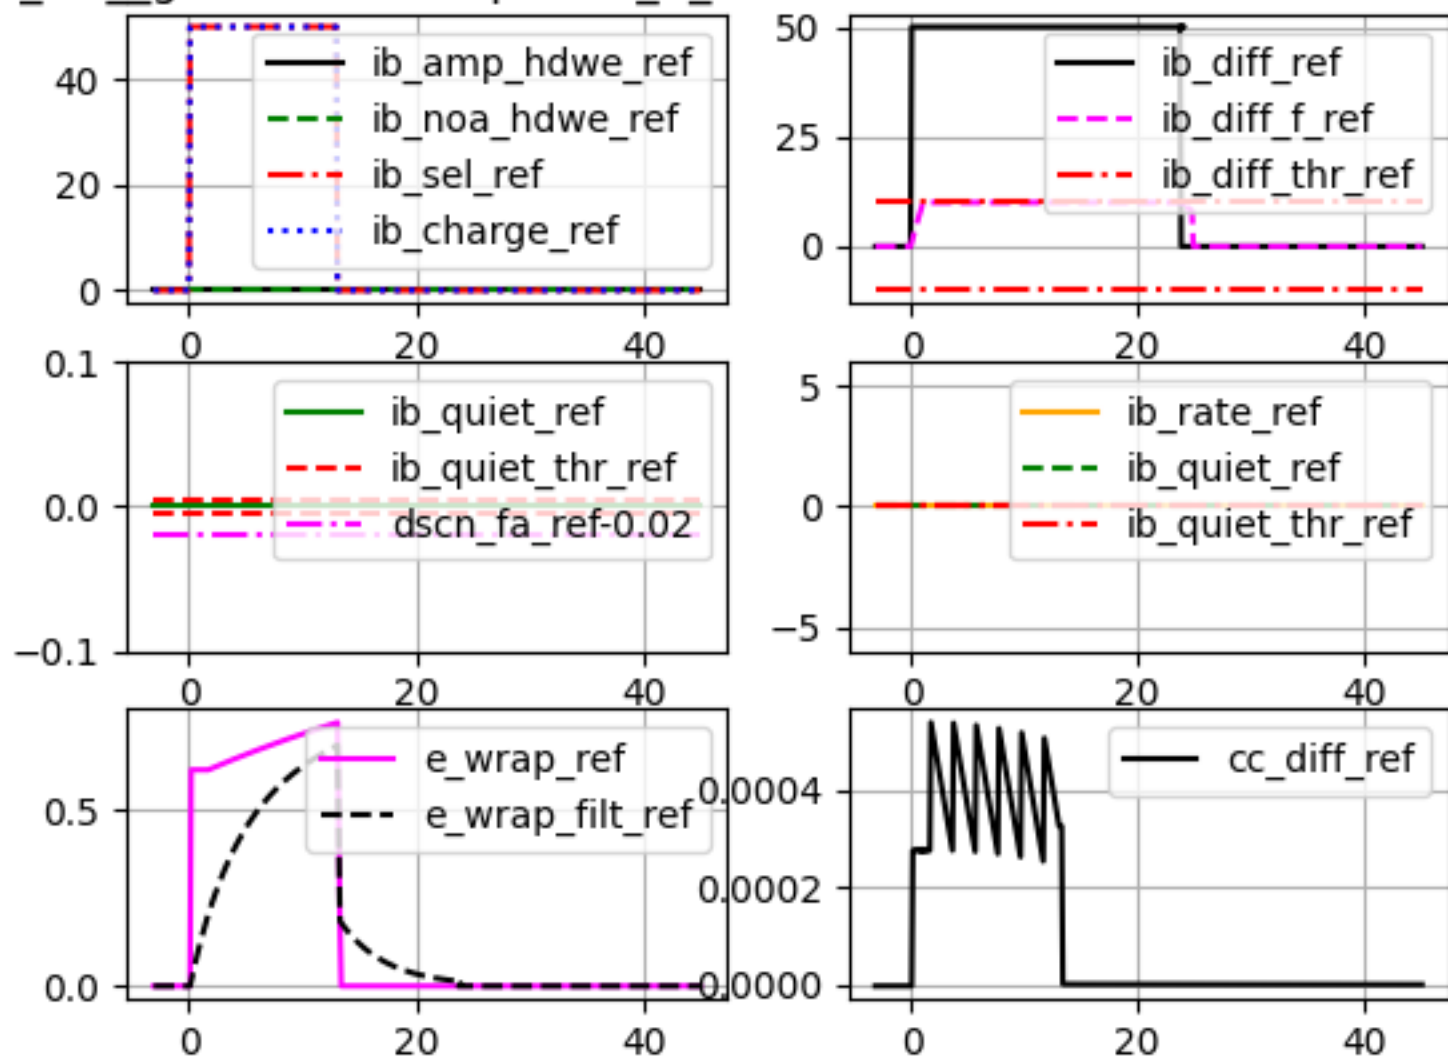 40
20
0
ib_amp_hdwe_ref
ib_noa_hdwe_ref
ib_sel_ref
ib_charge_ref
0 20 40
50
25
0
ib_diff_ref
ib_diff_f_ref
ib_diff_thr_ref
0 20 40
0.1
0.0
−0.1
ib_quiet_ref
ib_quiet_thr_ref
dscn_fa_ref-0.02
0 20 40
5
0
−5
ib_rate_ref
ib_quiet_ref
ib_quiet_thr_ref
0 20 40
0.5
0.0
e_wrap_ref
e_wrap_filt_ref
0 20 40
0.0004
0.0002
0.0000
cc_diff_ref
0 20 40